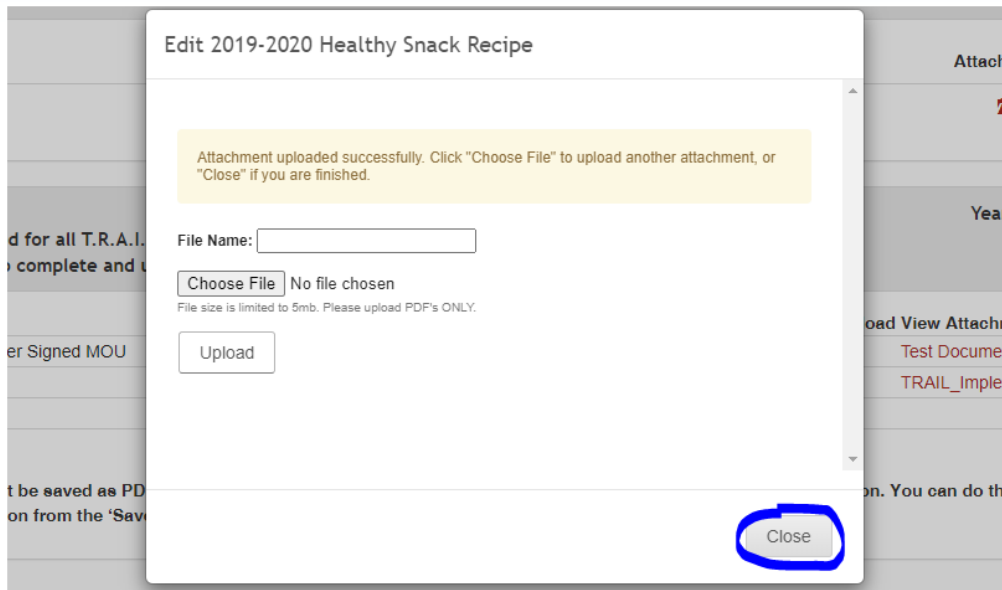 Edit 2019-2020 Healthy Snack Recipe
Attach
Attachment uploaded successfully. Click "Choose File" to upload another attachment, or
"Close" if you are finished.
Yea
d for all T.R.A.I.
complete and u
File Name:
Choose File No file chosen
File size is limited to 5mb. Please upload PDF's ONLY.
oad View Attachm
er Signed MOU
Upload
Test Docume
TRAIL_Imple
t be saved as PD
on. You can do th
on from the ‘Save
Close